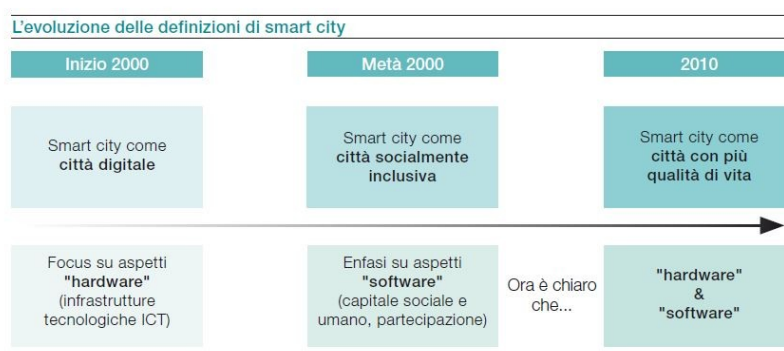 L'evoluzione delle definizioni di smart city
Inizio 2000
Metà 2000
2010
Smart city come
città digitale
Smart city come
città socialmente
inclusiva
Smart city come
città con più
qualità di vita
Focus su aspetti
"hardware"
(infrastrutture
tecnologiche ICT)
Enfasi su aspetti
"software"
(capitale sociale e
umano, partecipazione)
Ora è chiaro
che...
"hardware"
&
"software"